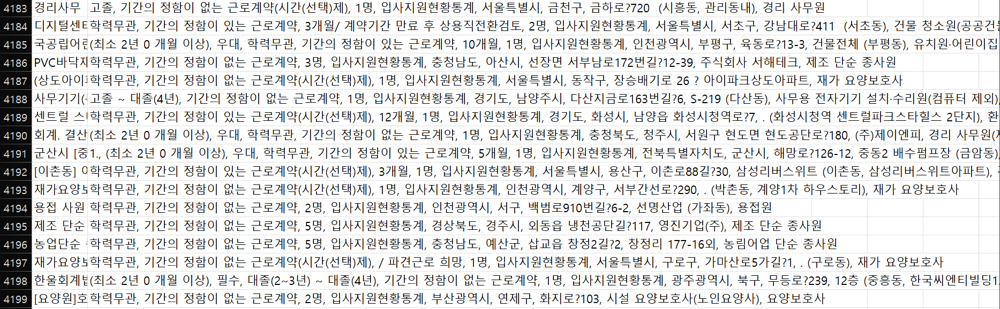 4183 경리사무 고졸, 기간의 정함이 없는 근로계약(시간(선택)제), 1명, 입사지원현황통계, 서울특별시, 금천구, 금하로?720 (시흥동, 관리동내), 경리 사무원
4184 디지털센터 학력무관, 기간의 정함이 있는 근로계약, 3개월/ 계약기간 만료 후 상용직전환검토, 2명, 입사지원현황통계, 서울특별시, 서초구, 강남대로?411 (서초동), 건물 청소원(공공건물
4185 국공립어린 (최소 2년 0 개월 이상), 우대, 학력무관, 기간의 정함이 있는 근로계약, 10개월, 1명, 입사지원현황통계, 인천광역시, 부평구, 육동로?13-3, 건물전체 (부평동), 유치원·어린이집
4186 PVC바닥재 학력무관, 기간의 정함이 없는 근로계약, 3명, 입사지원현황통계, 충청남도, 아산시, 선장면 서부남로172번길?12-39, 주식회사 서해테크, 제조 단순 종사원
4187 (상도아이파 학력무관, 기간의 정함이 없는 근로계약(시간(선택)제), 1명, 입사지원현황통계, 서울특별시, 동작구, 장승배기로 26 ? 아이파크상도아파트, 재가 요양보호사
4188 사무기기( 고졸 ~ 대졸(4년), 기간의 정함이 없는 근로계약, 1명, 입사지원현황통계, 경기도, 남양주시, 다산지금로163번길?6, S-219 (다산동), 사무용 전자기기 설치·수리원(컴퓨터 제외),
4189 센트럴 스 학력무관, 기간의 정함이 있는 근로계약(시간(선택)제), 12개월, 1명, 입사지원현황통계, 경기도, 화성시, 남양읍 화성시청역로?7, . (화성시청역 센트럴파크스타힐스 2단지), 환
4190 회계. 결산 (최소 2년 0 개월 이상), 우대, 학력무관, 기간의 정함이 없는 근로계약, 1명, 입사지원현황통계, 충청북도, 청주시, 서원구 현도면 현도공단로?180, (주)제이엔피, 경리 사무원(
4191 군산시 [중 1., (최소 2년 0 개월 이상), 우대, 학력무관, 기간의 정함이 있는 근로계약, 5개월, 1명, 입사지원현황통계, 전북특별자치도, 군산시, 해망로?126-12, 중동2 배수펌프장 (금암동),
4192 [이촌동] 학력무관, 기간의 정함이 있는 근로계약(시간(선택)제), 3개월, 1명, 입사지원현황통계, 서울특별시, 용산구, 이촌로88길?30, 삼성리버스위트 (이촌동, 삼성리버스위트아파트),
4193 재가요양보 학력무관, 기간의 정함이 없는 근로계약(시간(선택)제), 1명, 입사지원현황통계, 인천광역시, 계양구, 서부간선로?290, . (박촌동, 계양1차 하우스토리), 재가 요양보호사
4194 용접 사원 학력무관, 기간의 정함이 없는 근로계약, 2명, 입사지원현황통계, 인천광역시, 서구, 백범로910번길?6-2, 선명산업 (가좌동), 용접원
4195 제조 단순 학력무관, 기간의 정함이 없는 근로계약, 5명, 입사지원현황통계, 경상북도, 경주시, 외동읍 냉천공단길?117, 영진기업(주), 제조 단순 종사원
4196 농업단순 학력무관, 기간의 정함이 없는 근로계약, 5명, 입사지원현황통계, 충청남도, 예산군, 삽교읍 창정2길?2, 창정리 177-16외, 농림어업 단순 종사원
4197 재가요양보 학력무관, 기간의 정함이 없는 근로계약(시간(선택)제), / 파견근로 희망, 1명, 입사지원현황통계, 서울특별시, 구로구, 가마산로5가길?1, . (구로동), 재가 요양보호사
4198 한울회계법 (최소 2년 0 개월 이상), 필수, 대졸(2~3년) ~ 대졸(4년), 기간의 정함이 없는 근로계약, 1명, 입사지원현황통계, 광주광역시, 북구, 무등로?239, 12층 (중흥동, 한국씨엔티빌딩1
4199 [요양원]호 학력무관, 기간의 정함이 없는 근로계약, 2명, 입사지원현황통계, 부산광역시, 연제구, 화지로?103, 시설 요양보호사(노인요양사), 요양보호사